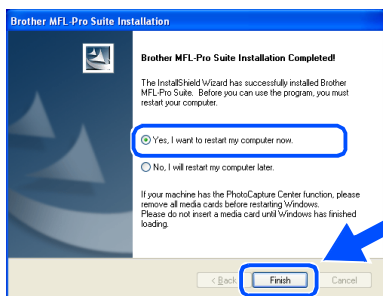 Brother MFL-Pro Suite Installation
Brother MFL-Pro Suite Installation Completed!
The InstallShield Wizard has successfully installed Brother
MFL-Pro Suite. Before you can use the program, you must
restart your computer.
Yes, I want to restart my computer now.
No, I will restart my computer later.
If your machine has the PhotoCapture Center function, please
remove all media cards before restarting Windows.
Please do not insert a media card until Windows has finished
loading.
< Back
Finish
Cancel